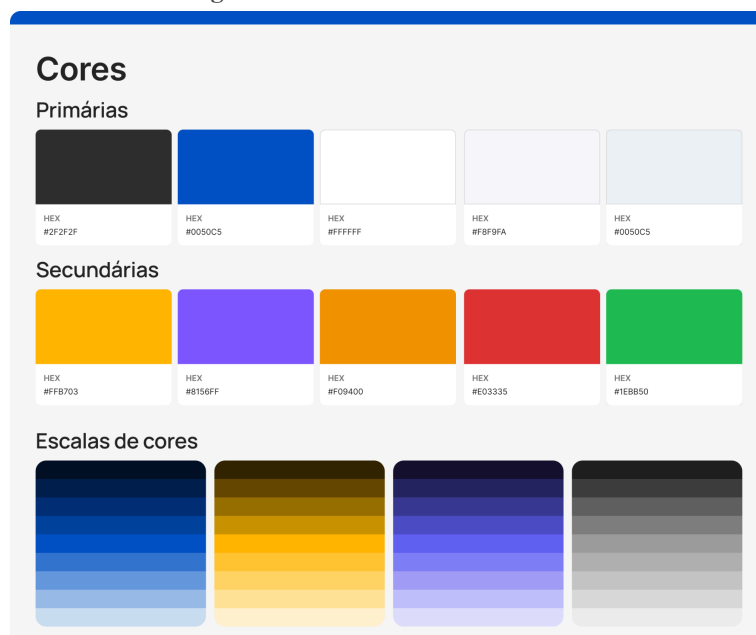 Cores
Primárias
HEX HEX HEX HEX HEX
#2F2F2F #0050C5 #FFFFFF #F8F9FA #0050C5
Secundárias
HEX HEX HEX HEX HEX
#FFB703 #8156FF #F09400 #E03335 #1EBB50
Escalas de cores